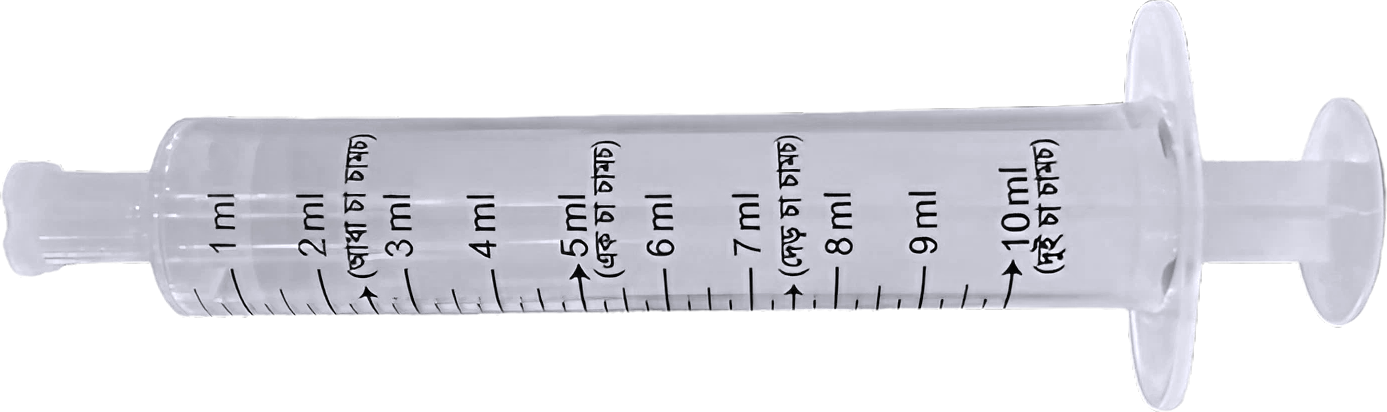 1 ml
2 ml
(আধা চা চামচ)
3 ml
4 ml
5 ml
(এক চা চামচ)
6 ml
7 ml
(দেড় চা চামচ)
8 ml
9 ml
10 ml
(দুই চা চামচ)